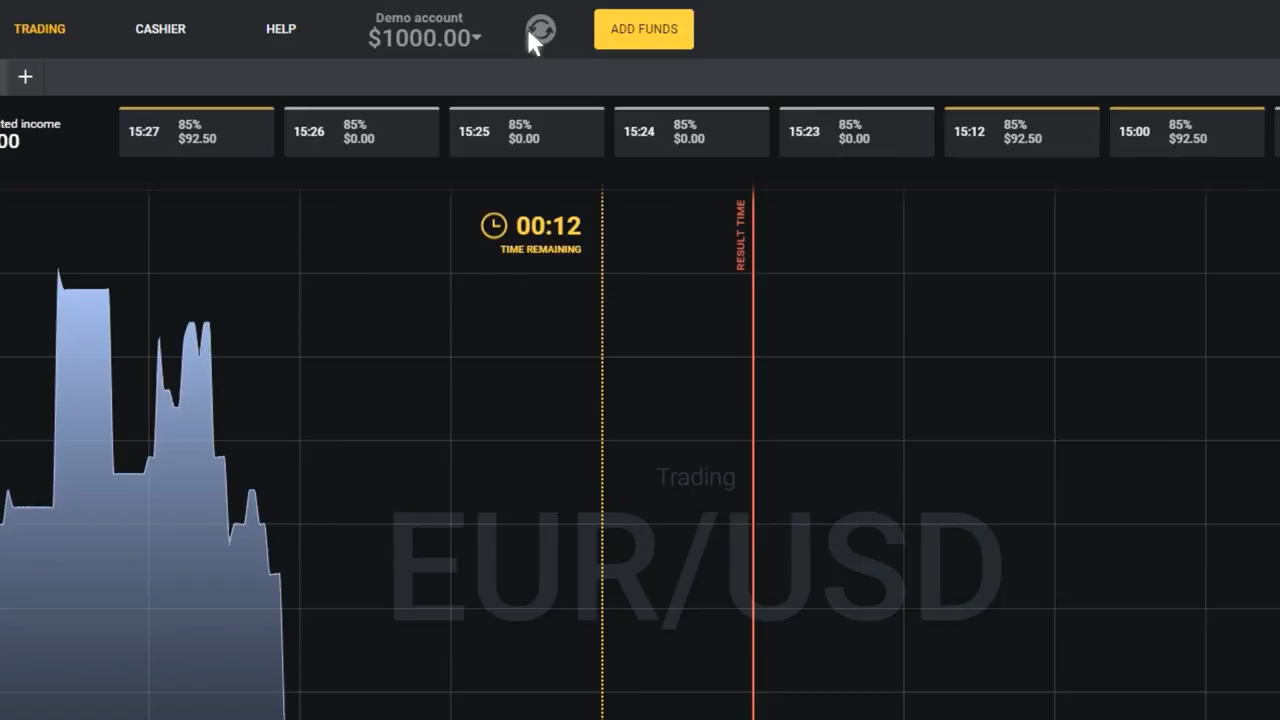 TRADING
CASHIER
HELP
Demo account
$1000.00
ADD FUNDS
+
ted income
00
15:27
85%
$92.50
15:26
85%
$0.00
15:25
85%
$0.00
15:24
85%
$0.00
15:23
85%
$0.00
15:12
85%
$92.50
15:00
85%
$92.50
00:12
TIME REMAINING
RESULT TIME
Trading
EUR/USD